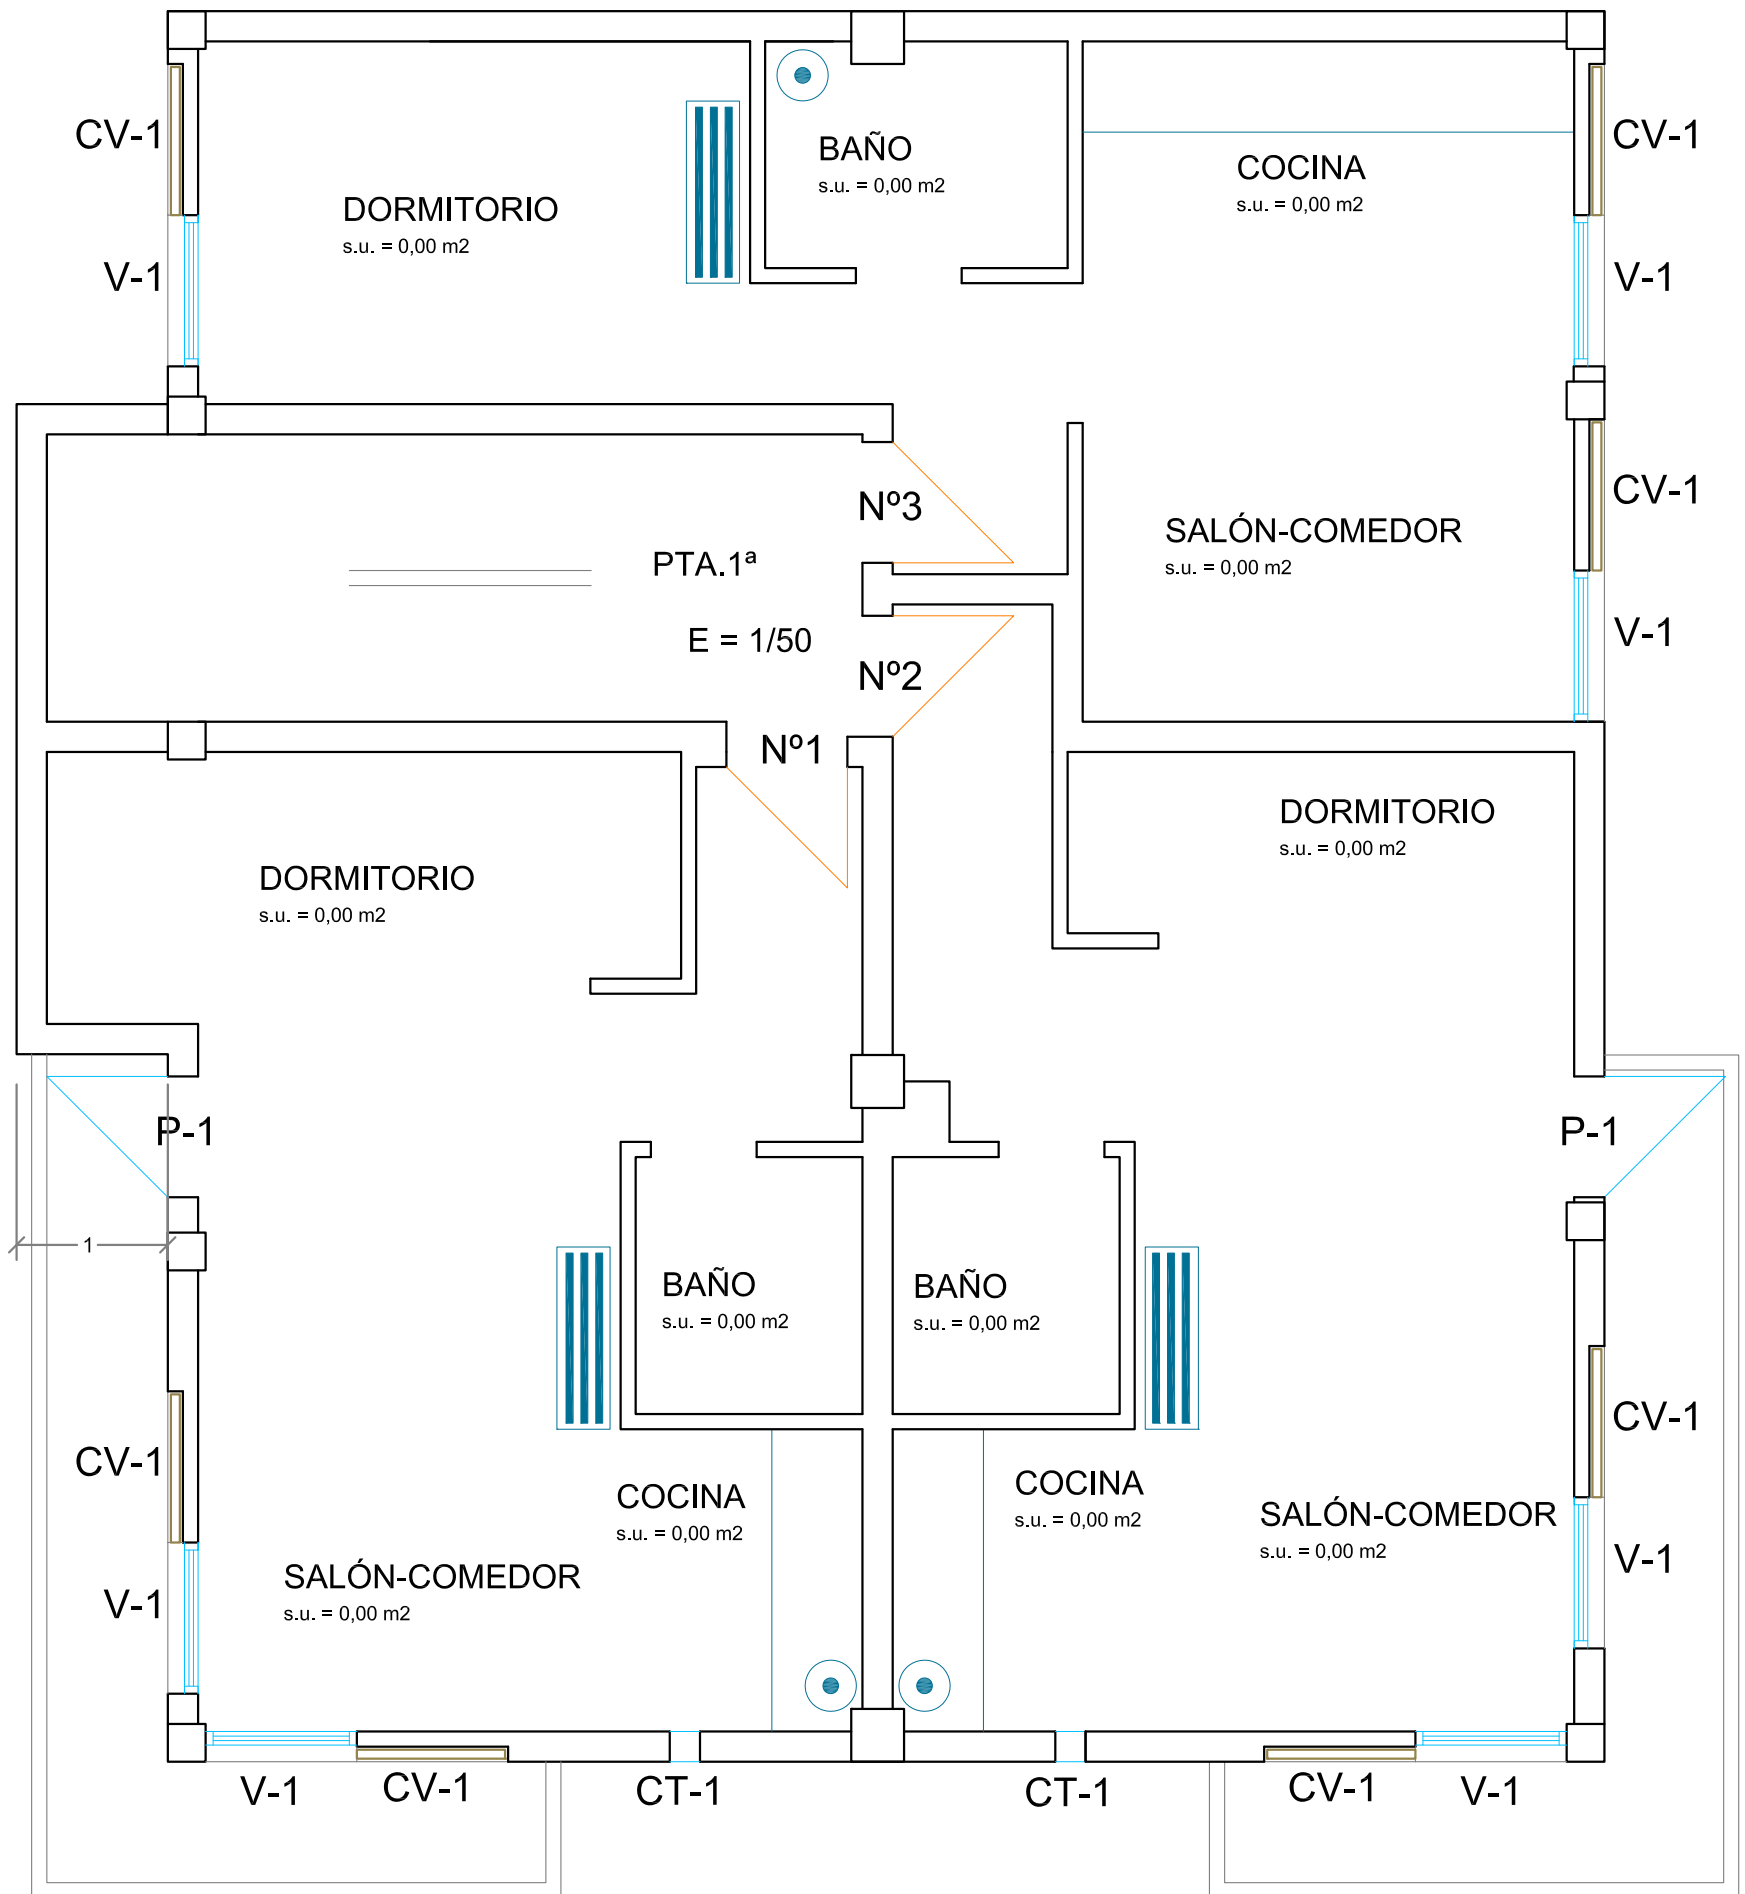 CV-1
BAÑO
s.u. = 0,00 m2
COCINA
s.u. = 0,00 m2
CV-1
DORMITORIO
s.u. = 0,00 m2
V-1
V-1
Nº3
CV-1
SALÓN-COMEDOR
s.u. = 0,00 m2
PTA.1ª
E = 1/50
V-1
Nº2
Nº1
DORMITORIO
s.u. = 0,00 m2
DORMITORIO
s.u. = 0,00 m2
P-1
P-1
1
BAÑO
s.u. = 0,00 m2
BAÑO
s.u. = 0,00 m2
CV-1
CV-1
COCINA
s.u. = 0,00 m2
COCINA
s.u. = 0,00 m2
SALÓN-COMEDOR
s.u. = 0,00 m2
V-1
SALÓN-COMEDOR
s.u. = 0,00 m2
V-1
V-1
CV-1
CT-1
CT-1
CV-1
V-1